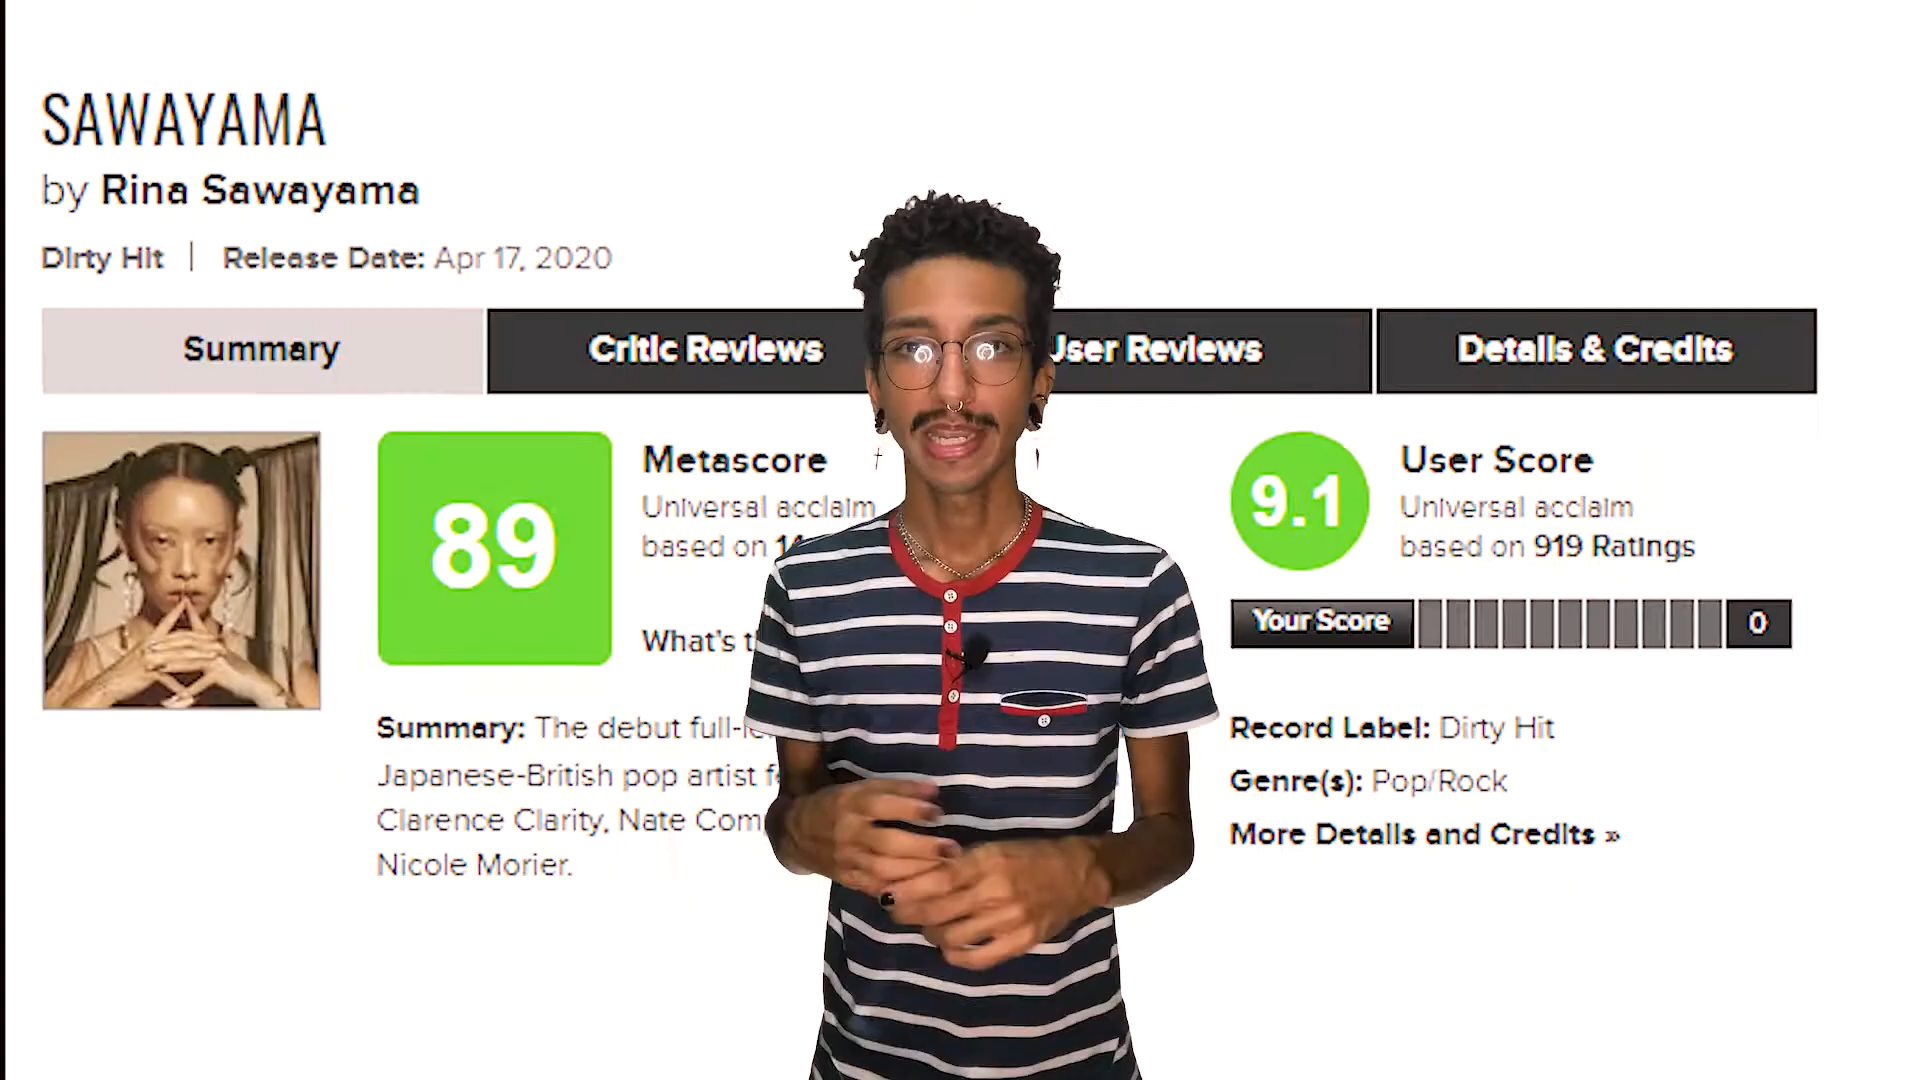 SAWAYAMA
by Rina Sawayama
Dirty Hit | Release Date: Apr 17, 2020
Summary
Critic Reviews
User Reviews
Details & Credits
89
Metascore
Universal acclaim
based on
What's
9.1
User Score
Universal acclaim
based on 919 Ratings
Your Score
0
Summary: The debut
Japanese-British pop artist
Clarence Clarity, Nate
Nicole Morier.
Record Label: Dirty Hit
Genre(s): Pop/Rock
More Details and Credits »